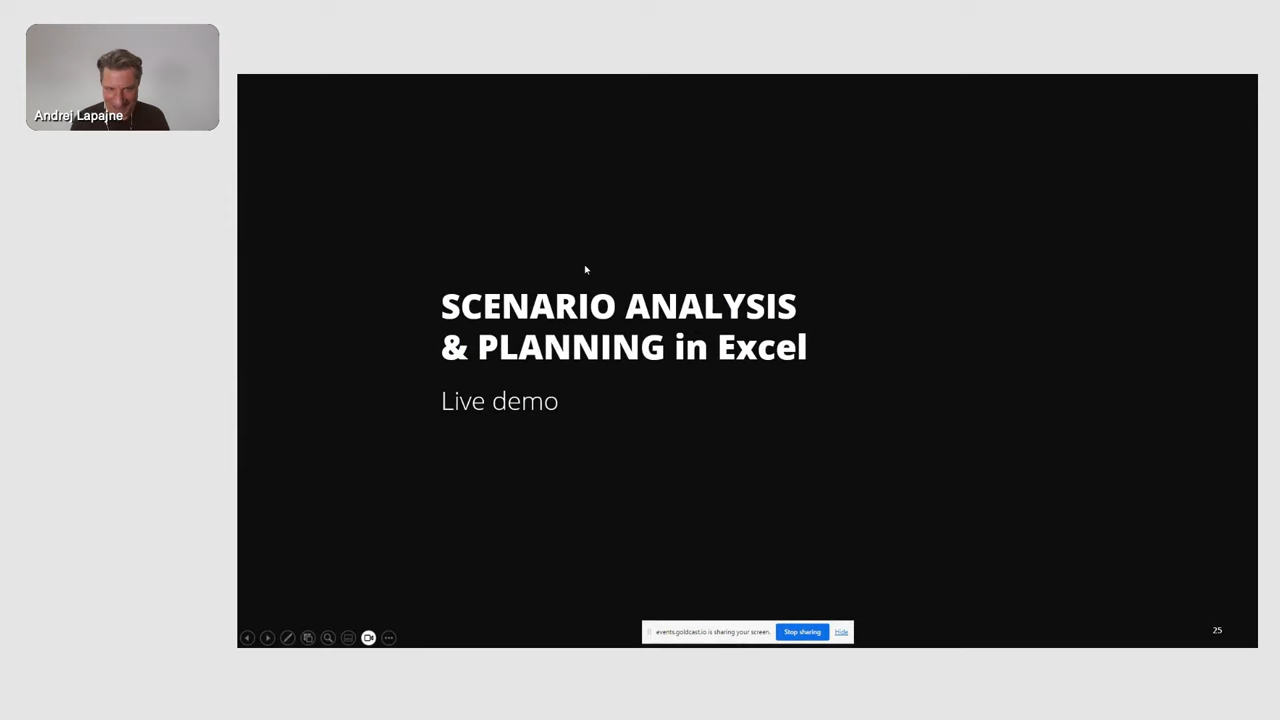 Andrej Lapajne
SCENARIO ANALYSIS
& PLANNING in Excel
Live demo
events.goldcast.io is sharing your screen.
Stop sharing
Hide
25